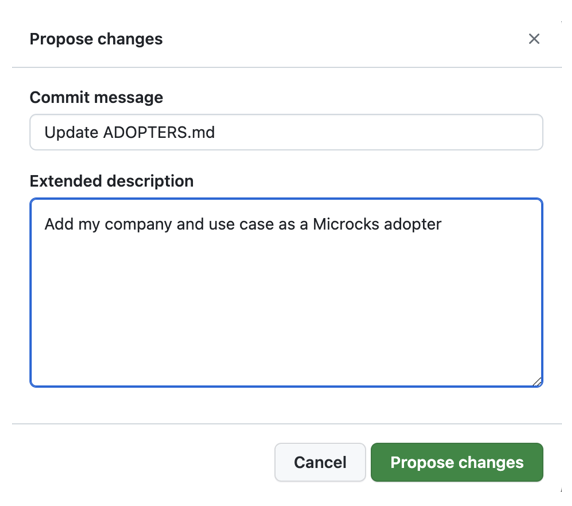 Propose changes
Commit message
Update ADOPTERS.md
Extended description
Add my company and use case as a Microcks adopter
Cancel
Propose changes